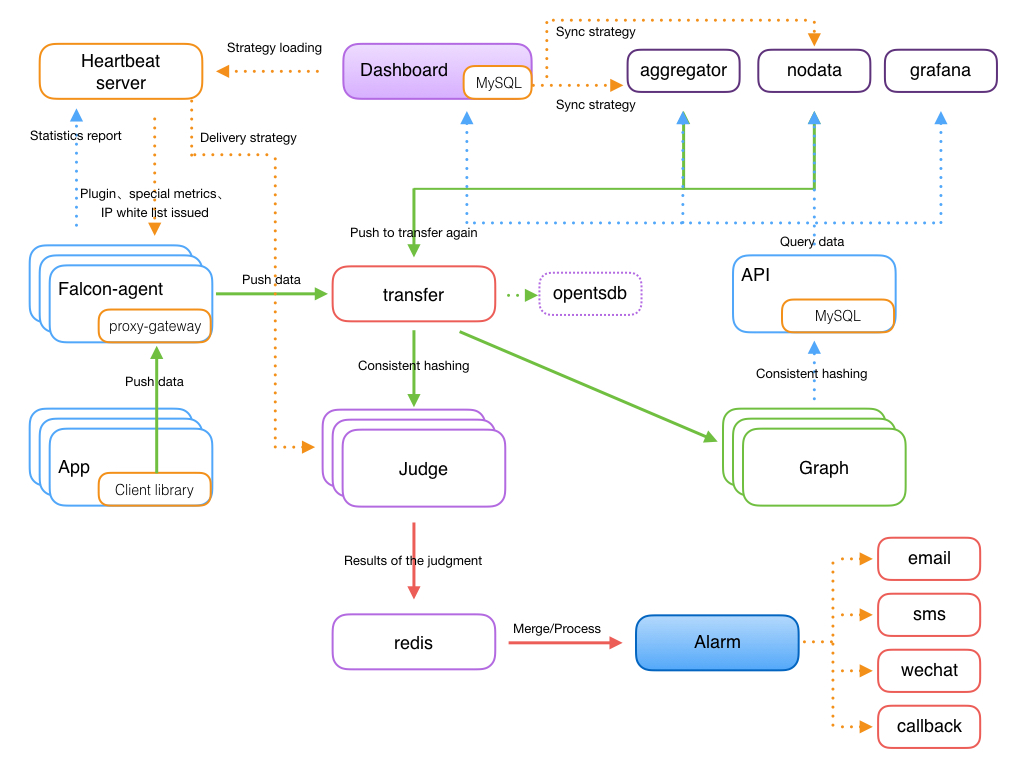 Heartbeat
server
Strategy loading
Dashboard
MySQL
Sync strategy
Sync strategy
aggregator
nodata
grafana
Statistics report
Delivery strategy
Plugin、special metrics、
IP white list issued
Push to transfer again
Query data
Falcon-agent
proxy-gateway
Push data
transfer
opentsdb
API
MySQL
Push data
Consistent hashing
Consistent hashing
App
Client library
Judge
Graph
Results of the judgment
redis
Merge/Process
Alarm
email
sms
wechat
callback